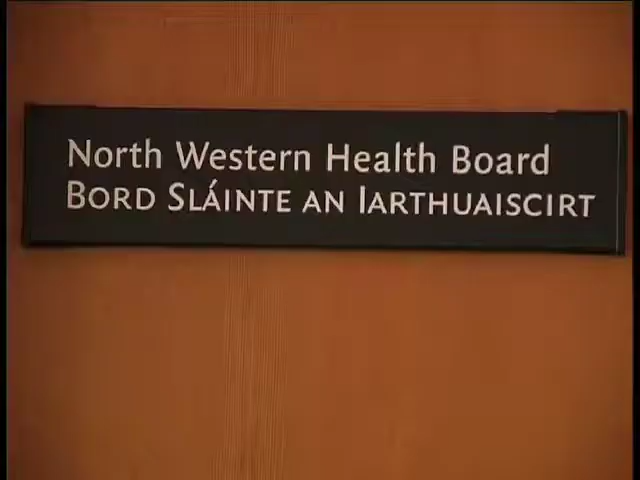 North Western Health Board
BORD SLÁINTE AN IARTHUAISCIRT